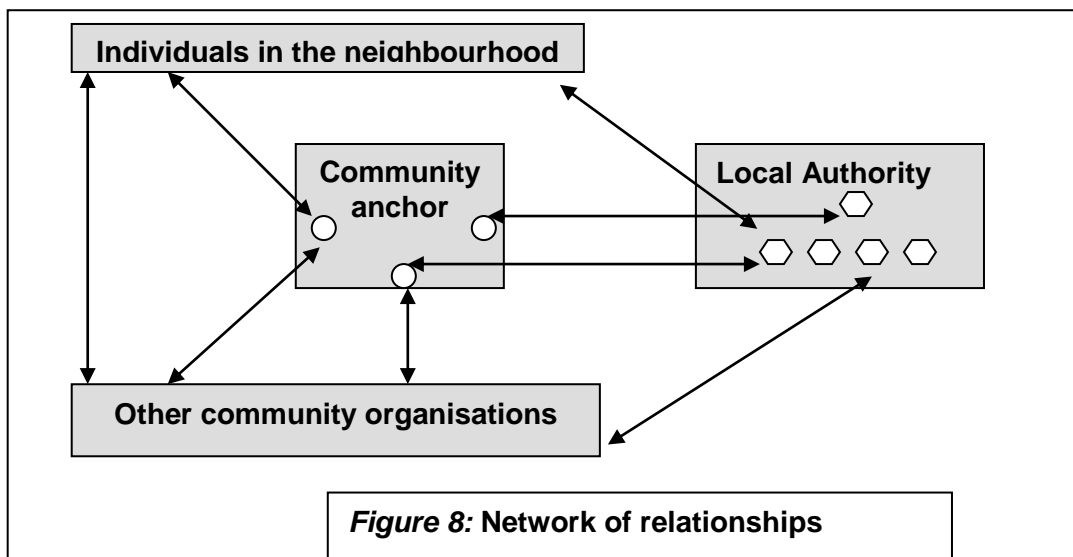 Individuals in the neighbourhood
Community
anchor
Local Authority
Other community organisations
Figure 8: Network of relationships